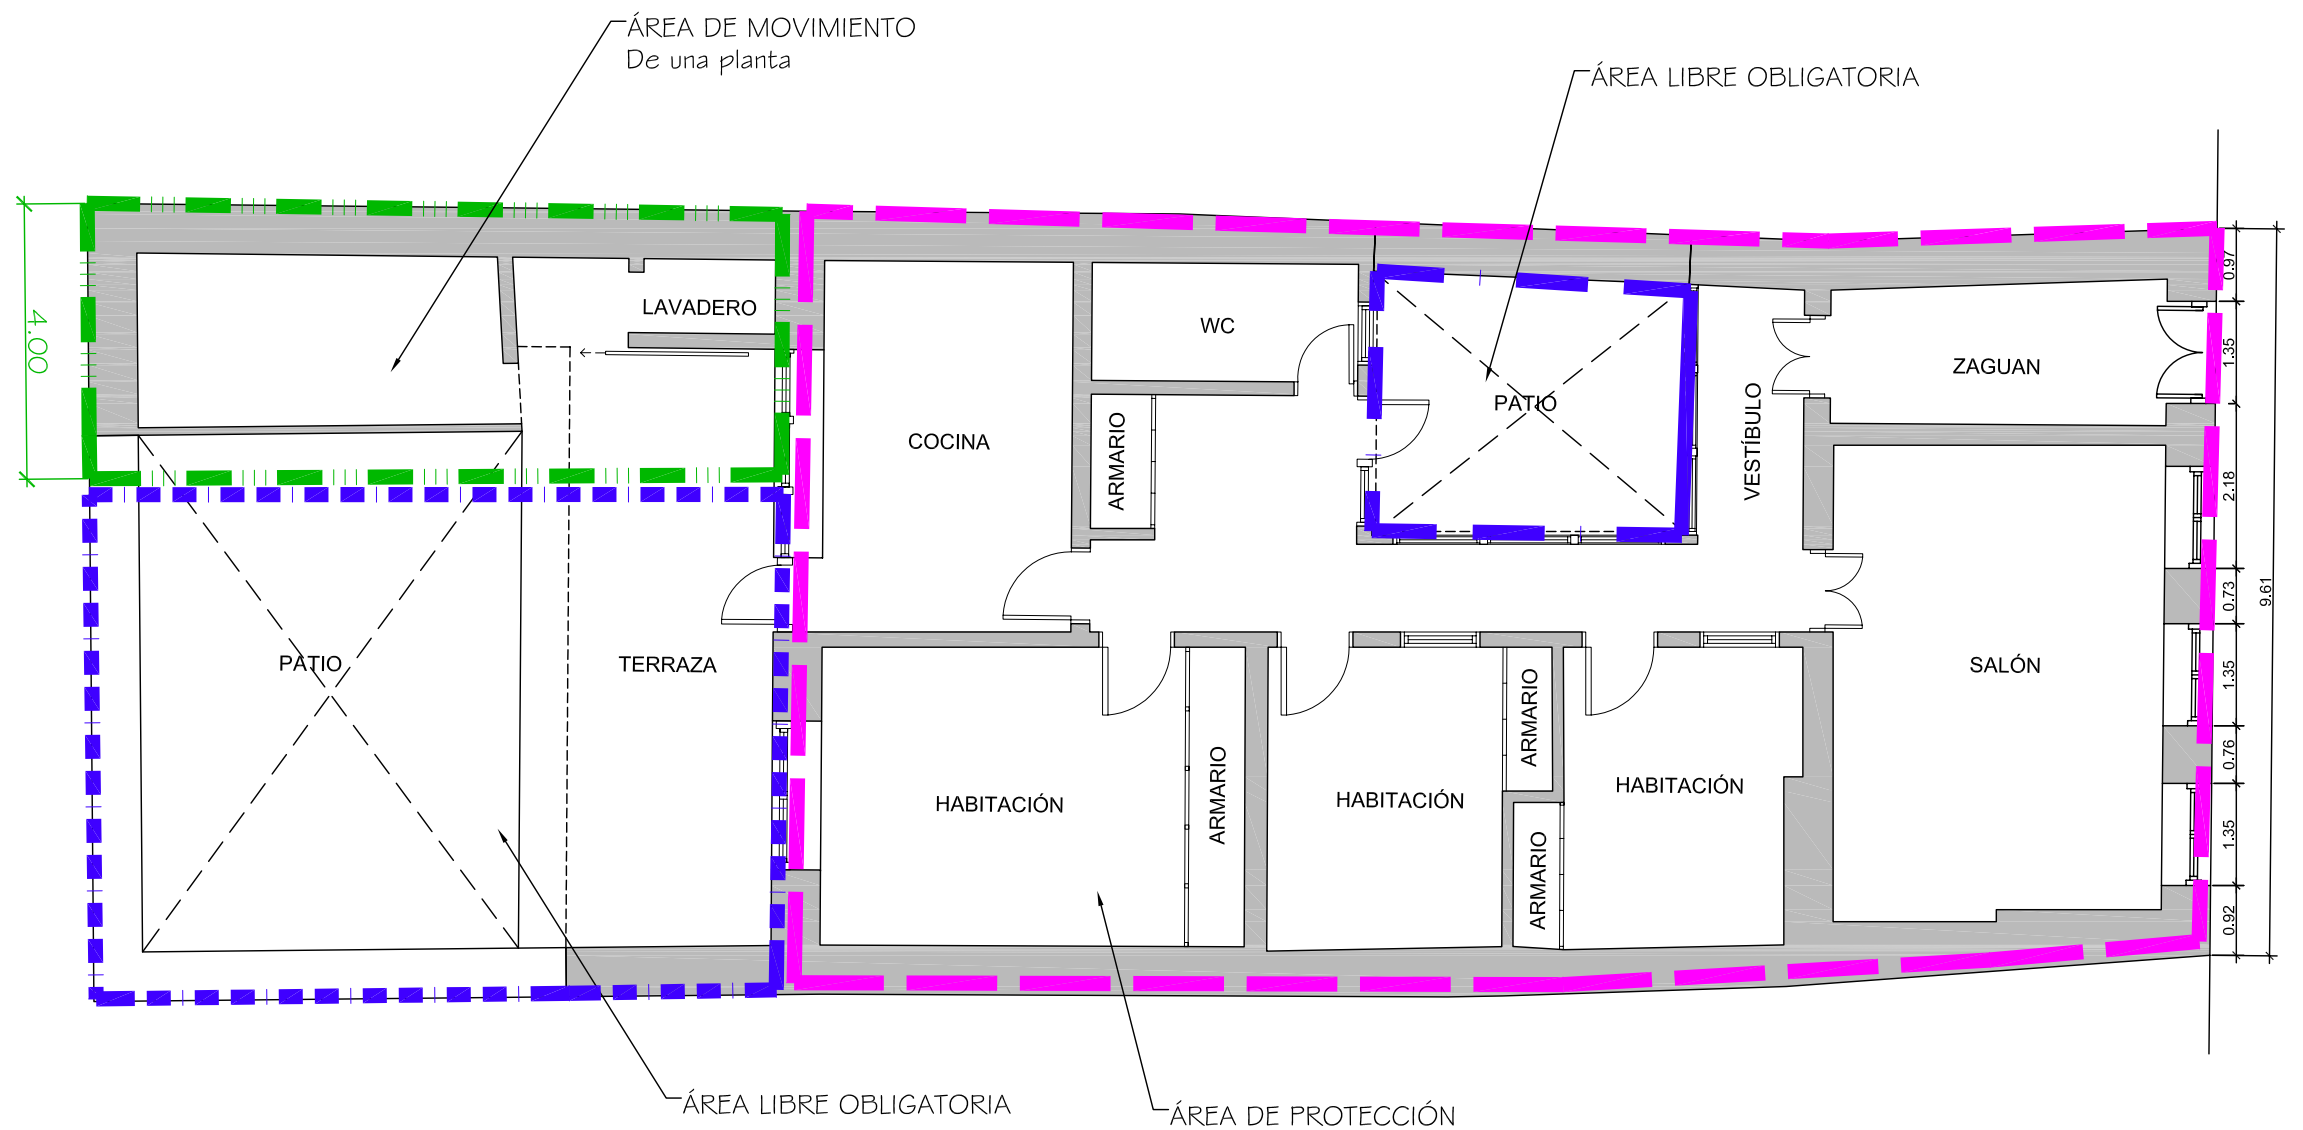 ÁREA DE MOVIMIENTO
De una planta
ÁREA LIBRE OBLIGATORIA
4.00
LAVADERO
WC
COCINA
ARMARIO
PATIO
VESTÍBULO
ZAGUAN
PATIO
TERRAZA
SALÓN
HABITACIÓN
ARMARIO
HABITACIÓN
ARMARIO
ARMARIO
HABITACIÓN
0.97
1.35
2.18
0.73
1.35
0.76
1.35
0.92
9.61
ÁREA LIBRE OBLIGATORIA
ÁREA DE PROTECCIÓN